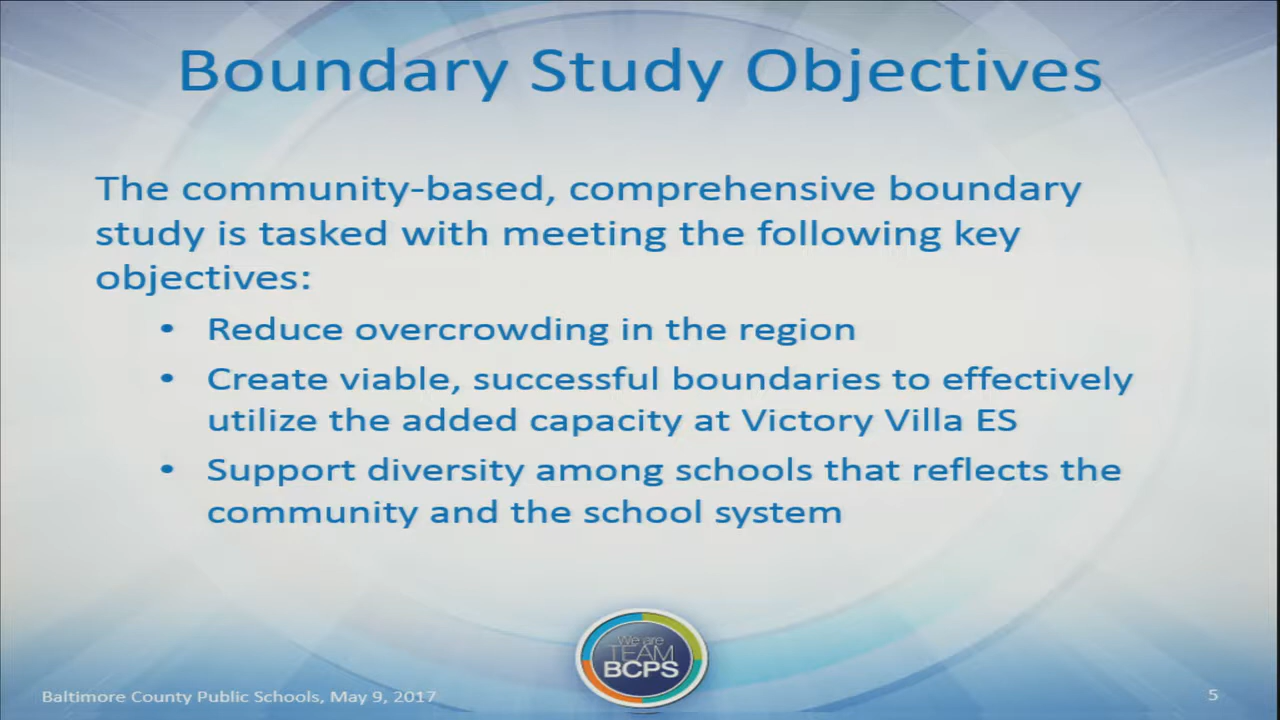 Boundary Study Objectives
The community-based, comprehensive boundary
study is tasked with meeting the following key
objectives:
• Reduce overcrowding in the region
• Create viable, successful boundaries to effectively
utilize the added capacity at Victory Villa ES
• Support diversity among schools that reflects the
community and the school system
We are
TEAM
BCPS
Baltimore County Public Schools, May 9, 2017
5